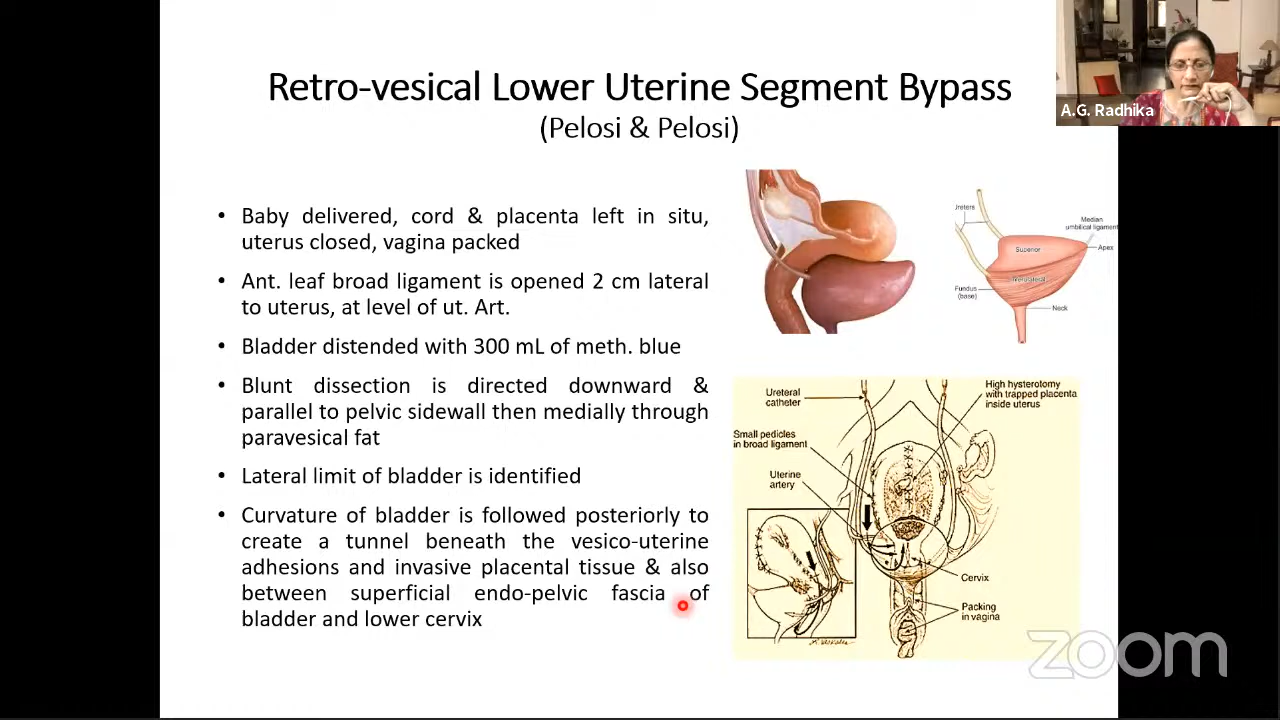 Retro-vesical Lower Uterine Segment Bypass
(Pelosi & Pelosi)
A.G. Radhika
• Baby delivered, cord & placenta left in situ,
uterus closed, vagina packed
• Ant. leaf broad ligament is opened 2 cm lateral
to uterus, at level of ut. Art.
• Bladder distended with 300 mL of meth. blue
• Blunt dissection is directed downward &
parallel to pelvic sidewall then medially through
paravesical fat
• Lateral limit of bladder is identified
• Curvature of bladder is followed posteriorly to
create a tunnel beneath the vesico-uterine
adhesions and invasive placental tissue & also
between superficial endo-pelvic fascia of
bladder and lower cervix
Ureters
Median
umbilical ligament
Superior
Apex
Inferolateral
Fundus
(base)
Neck
Ureteral
catheter
High hysterotomy
with trapped placenta
inside uterus
Small pedicles
in broad ligament
Uterine
artery
Cervix
Packing
in vagina
zoom